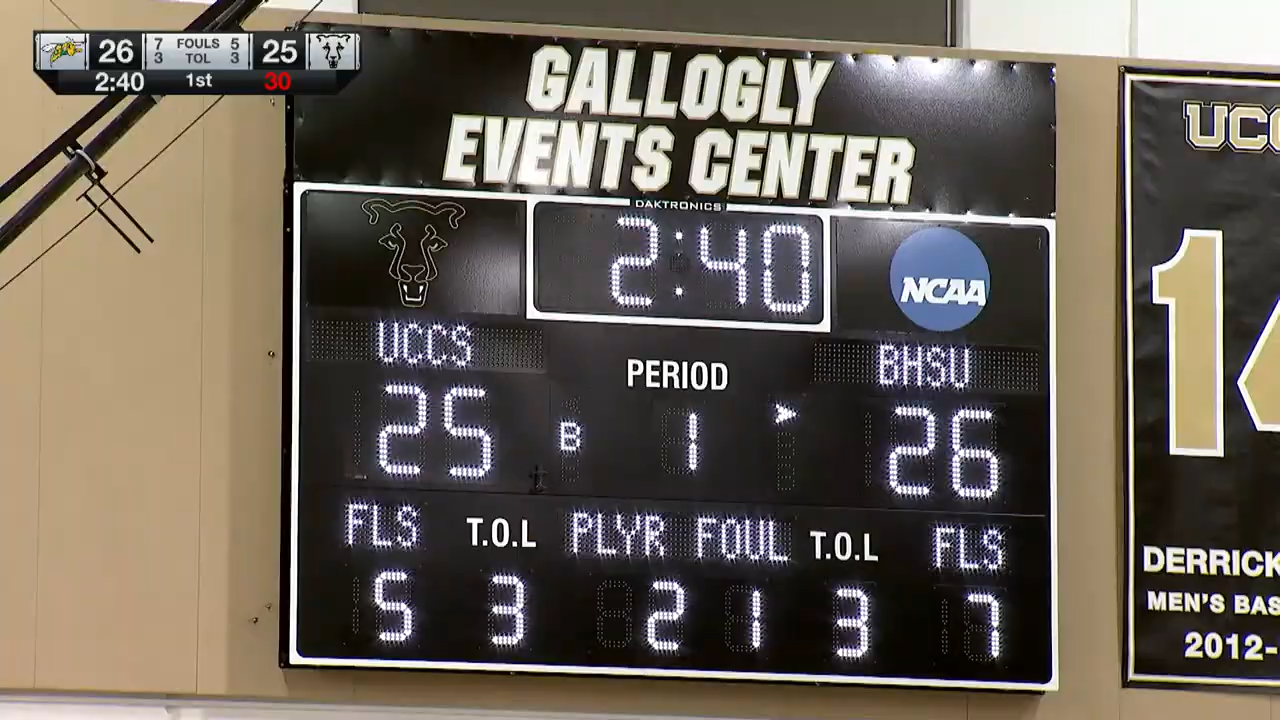 26 7 FOULS 5 25
3 TOL 3
2:40 1st 30
GALLOGLY
EVENTS CENTER
DAKTRONICS
2:40
NCAA
UCCS
PERIOD
BHSU
25 B 1 26
FLS T.O.L PLYR FOUL T.O.L FLS
5 3 2 1 3 7
UCC
14
DERRICK
MEN'S BAS
2012-